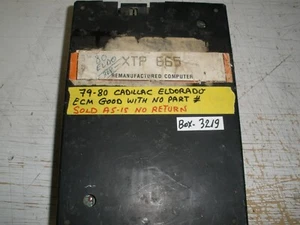 XTP 665
REMANUFACTURED COMPUTER
79-80 CADILLAC ELDORADO
ECM GOOD WITH NO PART #
SOLD AS-IS NO RETURN
BOX-3219